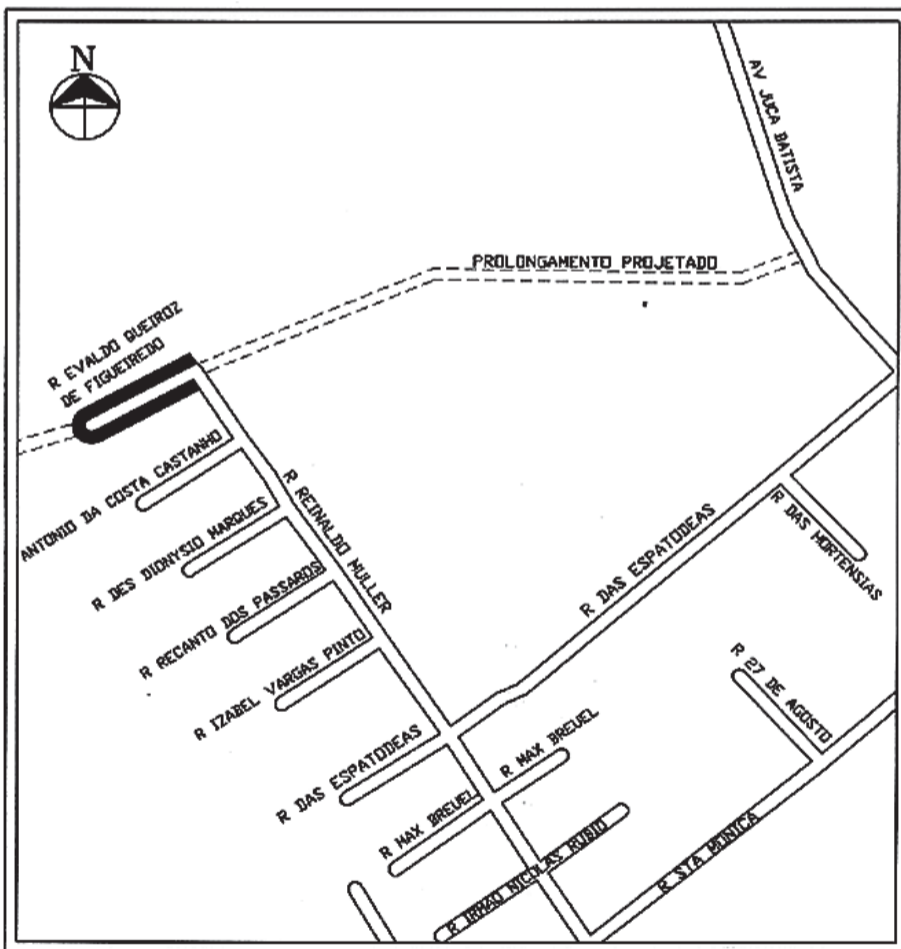 N
AV JUCA BATISTA
PROLONGAMENTO PROJETADO
R EVALDO QUEIROZ
DE FIGUEIREDO
ANTONIO DA COSTA CASTANHO
R REINALDO MULLER
R DES DIONYSIO MARQUES
R RECANTO DOS PASSAROS
R IZABEL VARGAS PINTO
R DAS ESPATODEAS
R DAS HORTENSIAS
R 27 DE AGOSTO
R DAS ESPATODEAS
R MAX BREUEL
R MAX BREUEL
R IRMAO NICOLAS RUBIO
R STA MONICA